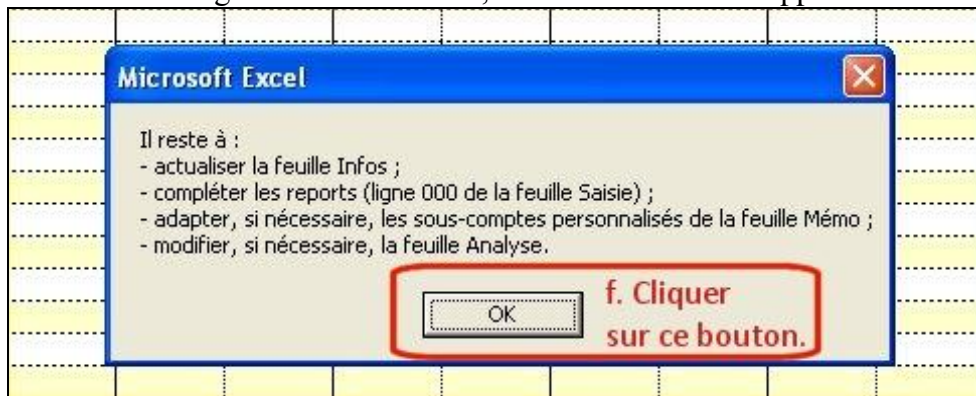 Microsoft Excel
Il reste à :
- actualiser la feuille Infos ;
- compléter les reports (ligne 000 de la feuille Saisie) ;
- adapter, si nécessaire, les sous-comptes personnalisés de la feuille Mémo ;
- modifier, si nécessaire, la feuille Analyse.
OK
f. Cliquer
sur ce bouton.